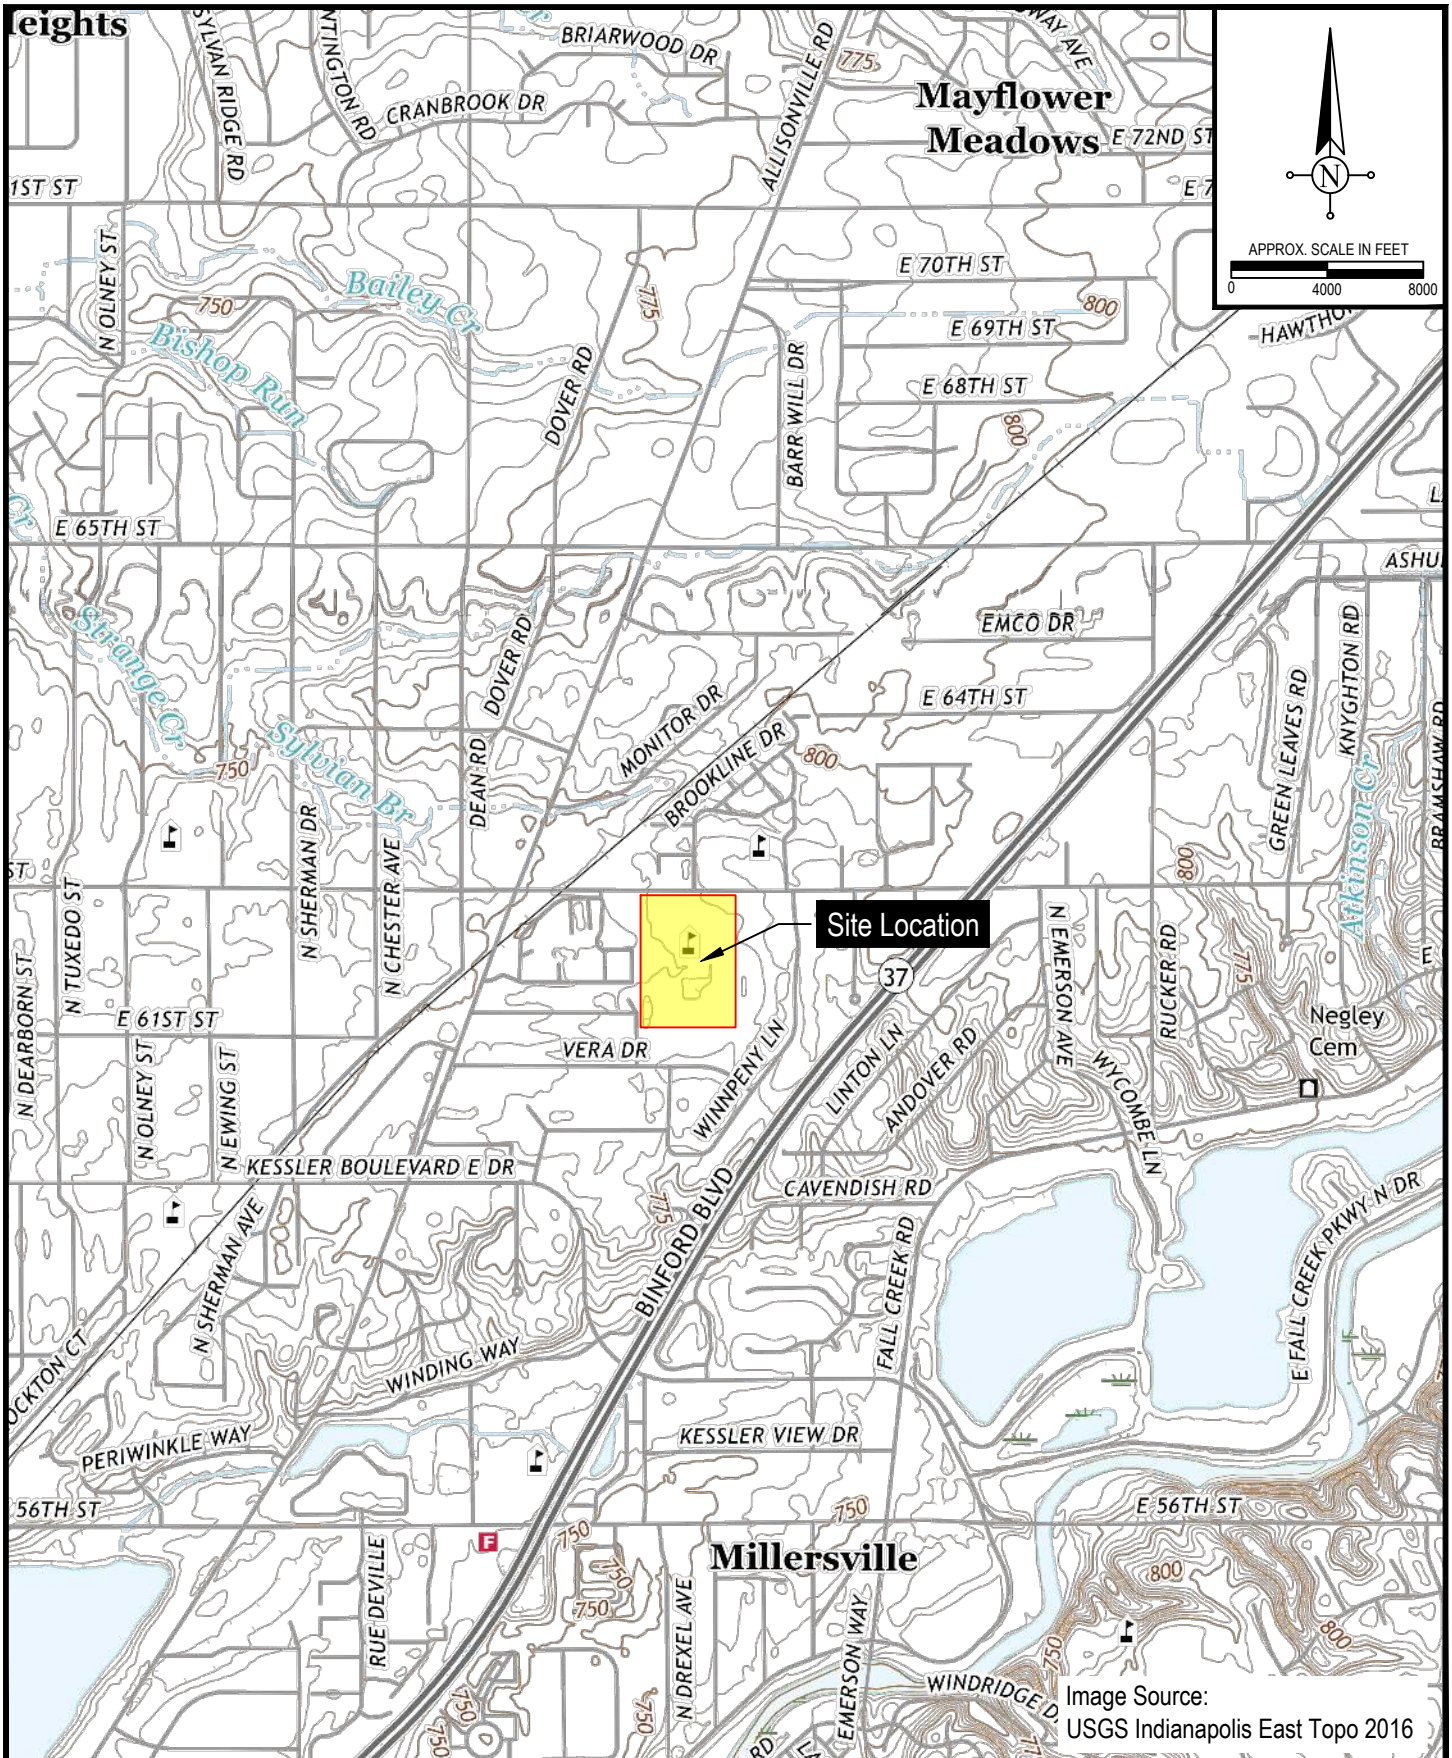 SYLVAN RIDGE RD
BRIARWOOD DR
CRANBROOK DR
ALLISONVILLE RD
775
Mayflower
Meadows
E 72ND ST
N
APPROX. SCALE IN FEET
0 4000 8000
N OLNEY ST
750
Bailey Cr
Bishop Run
775
DOVER RD
E 70TH ST
800
E 69TH ST
BARR WILL DR
E 68TH ST
800
E 65TH ST
Strange Cr
750
Sylvian Br
DOVER RD
DEAN RD
MONITOR DR
BROOKLINE DR
800
EMCO DR
E 64TH ST
GREEN LEAVES RD
KNYGHTON RD
Atkinson Cr
BRAMSHAW RD
N SHERMAN DR
N CHESTER AVE
N TUXEDO ST
N DEARBORN ST
E 61ST ST
N OLNEY ST
N EWING ST
Site Location
37
VERA DR
WINNPENY LN
LINTON LN
ANDOVER RD
N EMERSON AVE
RUCKER RD
800
775
Negley
Cem
WYCOMBE LN
KESSLER BOULEVARD E DR
775
CAVENDISH RD
BINFORD BLVD
FALL CREEK RD
E FALL CREEK PKWY N DR
N SHERMAN AVE
WINDING WAY
PERIWINKLE WAY
KESSLER VIEW DR
56TH ST
E 56TH ST
F
RUE DEVILLE
750
750
750
750
Millersville
N DREXEL AVE
EMERSON WAY
800
800
750
750
750
750
WINDRIDGE
RD
Image Source:
USGS Indianapolis East Topo 2016